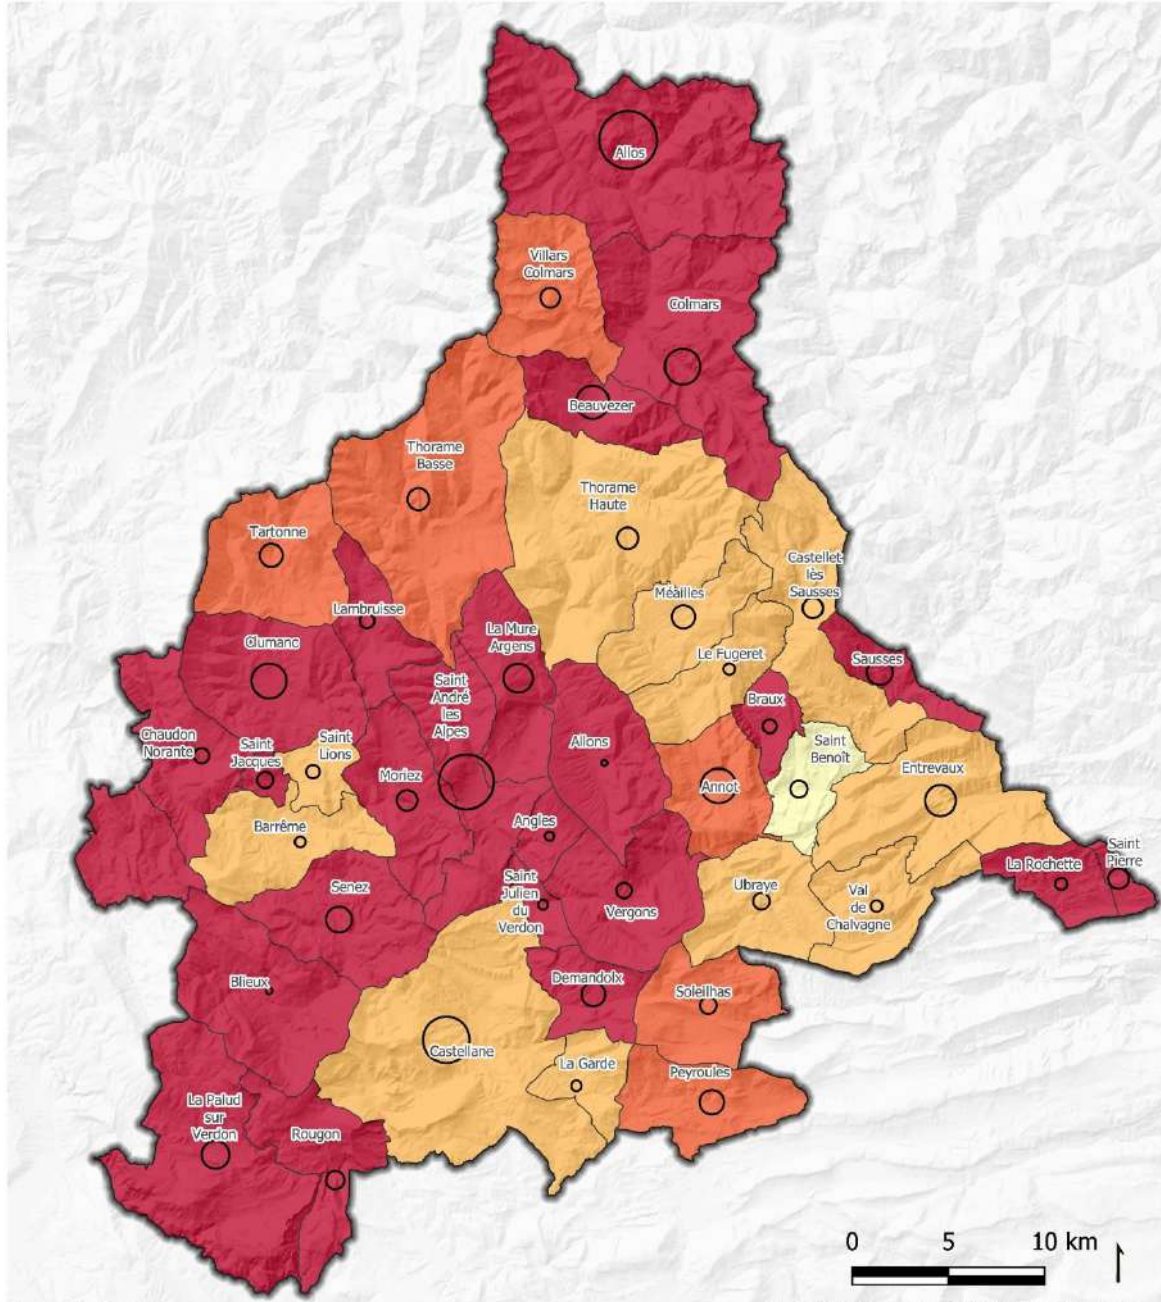 Allos
Villars
Colmars
Colmars
Beauvezer
Thorame
Basse
Thorame
Haute
Tartonne
Castellet
lès
Sausses
Méailles
Lambruisse
La Mure
Argens
Clumanc
Le Fugeret
Sausses
Saint
André
les
Alpes
Braux
Chaudon
Norante
Saint
Jacques
Saint
Lions
Allons
Saint
Benoît
Moriez
Annot
Entrevaux
Barrême
Angles
Saint
Pierre
La Rochette
Senez
Saint
Julien
du
Verdon
Vergons
Ubraye
Val
de
Chalvagne
Blieux
Demandolx
Soleilhas
Castellane
La Garde
Peyroules
La Palud
sur
Verdon
Rougon
0 5 10 km